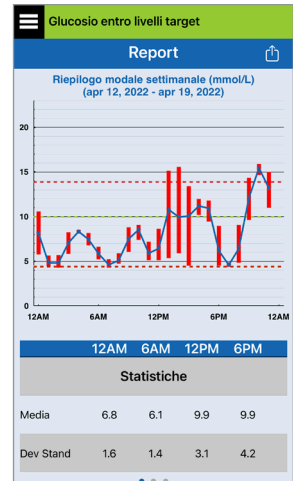 Glucosio entro livelli target
Report
Riepilogo modale settimanale (mmol/L)
(apr 12, 2022 - apr 19, 2022)
20
15
10
5
0
12AM 6AM 12PM 6PM 12AM
12AM 6AM 12PM 6PM
Statistiche
Media 6.8 6.1 9.9 9.9
Dev Stand 1.6 1.4 3.1 4.2